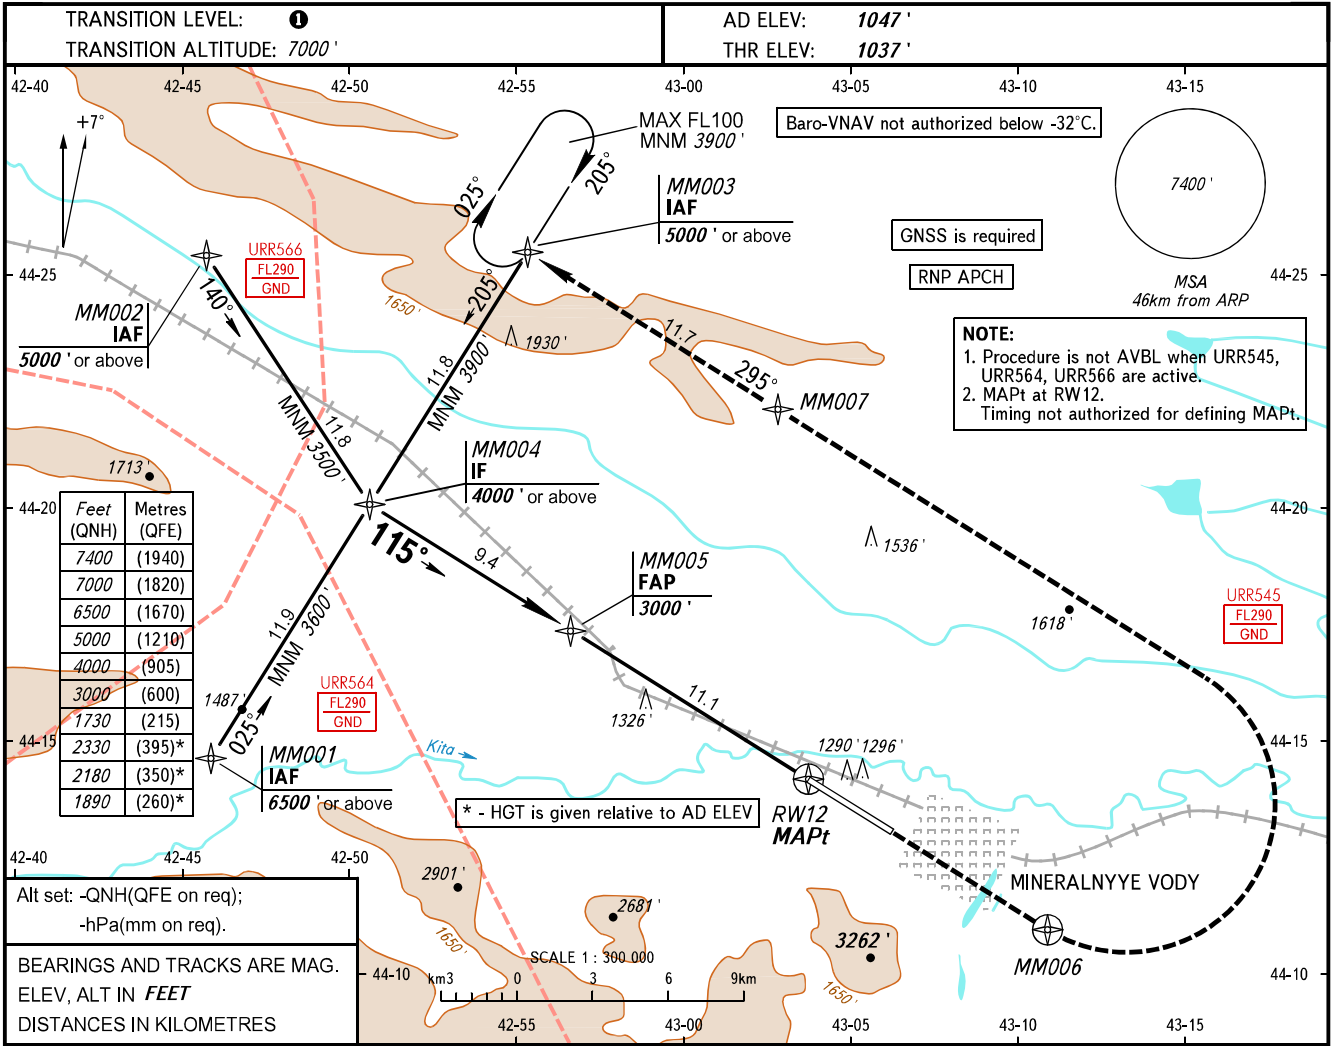 TRANSITION LEVEL: 1
TRANSITION ALTITUDE: 7000 '
AD ELEV: 1047 '
THR ELEV: 1037 '
42-40 42-45 42-50 42-55 43-00 43-05 43-10 43-15
+7°
MAX FL100
MNM 3900 '
Baro-VNAV not authorized below -32°C.
7400 '
MSA
46km from ARP
025°
205°
MM003
IAF
5000 ' or above
GNSS is required
RNP APCH
44-25
44-25
URR566
FL290
GND
140°
MM002
IAF
5000 ' or above
205°
1650 '
1930 '
11.7
295°
MM007
NOTE:
1. Procedure is not AVBL when URR545,
URR564, URR566 are active.
2. MAPt at RW12.
Timing not authorized for defining MAPt.
11.8
MNM 3900 '
11.8
MNM 3500 '
1713 '
MM004
IF
4000 ' or above
44-20
44-20
Feet (QNH) Metres (QFE)
7400 (1940)
7000 (1820)
6500 (1670)
5000 (1210)
4000 (905)
3000 (600)
1730 (215)
2330 (395)*
2180 (350)*
1890 (260)*
115°
9.4
MM005
FAP
3000 '
1536 '
1618 '
URR545
FL290
GND
11.9
MNM 3600 '
1487 '
025°
URR564
FL290
GND
11.1
1326 '
1290 ' 1296 '
44-15
44-15
Kita
MM001
IAF
6500 ' or above
* - HGT is given relative to AD ELEV
RW12
MAPt
MINERALNYYE VODY
42-40 42-45 42-50
2901 '
1650 '
2681 '
3262 '
1650 '
MM006
Alt set: -QNH(QFE on req);
-hPa(mm on req).
BEARINGS AND TRACKS ARE MAG.
ELEV, ALT IN FEET
DISTANCES IN KILOMETRES
44-10
44-10
SCALE 1 : 300 000
km3 0 3 6 9km
42-55 43-00 43-05 43-10 43-15